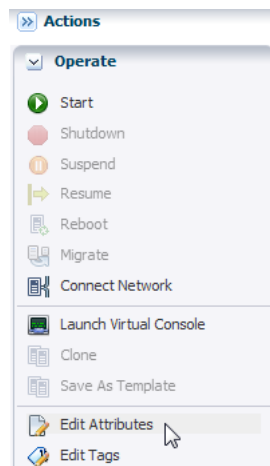 Actions
Operate
Start
Shutdown
Suspend
Resume
Reboot
Migrate
Connect Network
Launch Virtual Console
Clone
Save As Template
Edit Attributes
Edit Tags